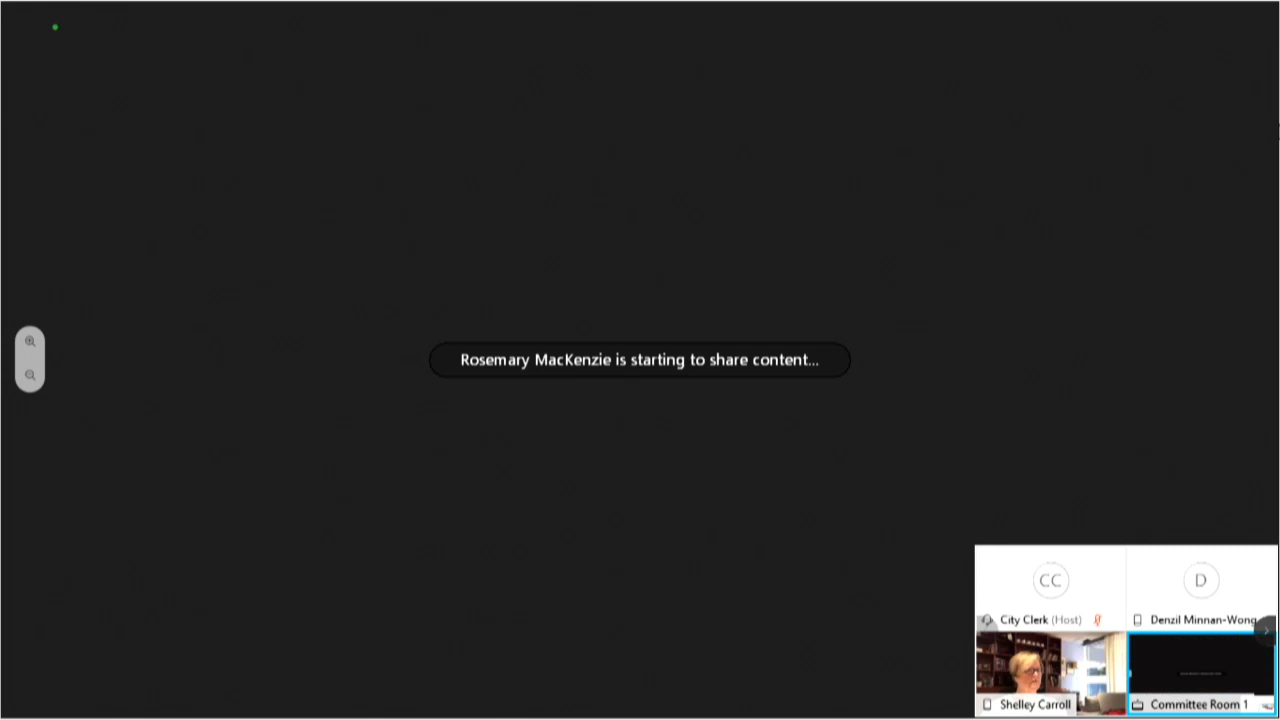 Rosemary MacKenzie is starting to share content...
CC
D
City Clerk (Host)
Denzil Minnan-Wong
Shelley Carroll
Committee Room 1